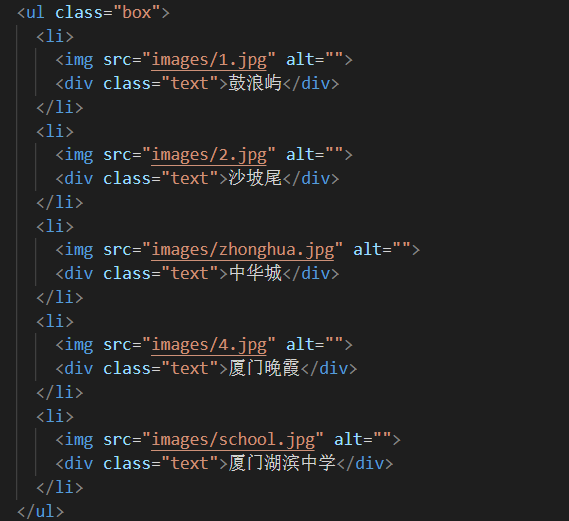 <ul class="box">
<li>
<img src="images/1.jpg" alt="">
<div class="text">鼓浪屿</div>
</li>
<li>
<img src="images/2.jpg" alt="">
<div class="text">沙坡尾</div>
</li>
<li>
<img src="images/zhonghua.jpg" alt="">
<div class="text">中华城</div>
</li>
<li>
<img src="images/4.jpg" alt="">
<div class="text">厦门晚霞</div>
</li>
<li>
<img src="images/school.jpg" alt="">
<div class="text">厦门湖滨中学</div>
</li>
</ul>